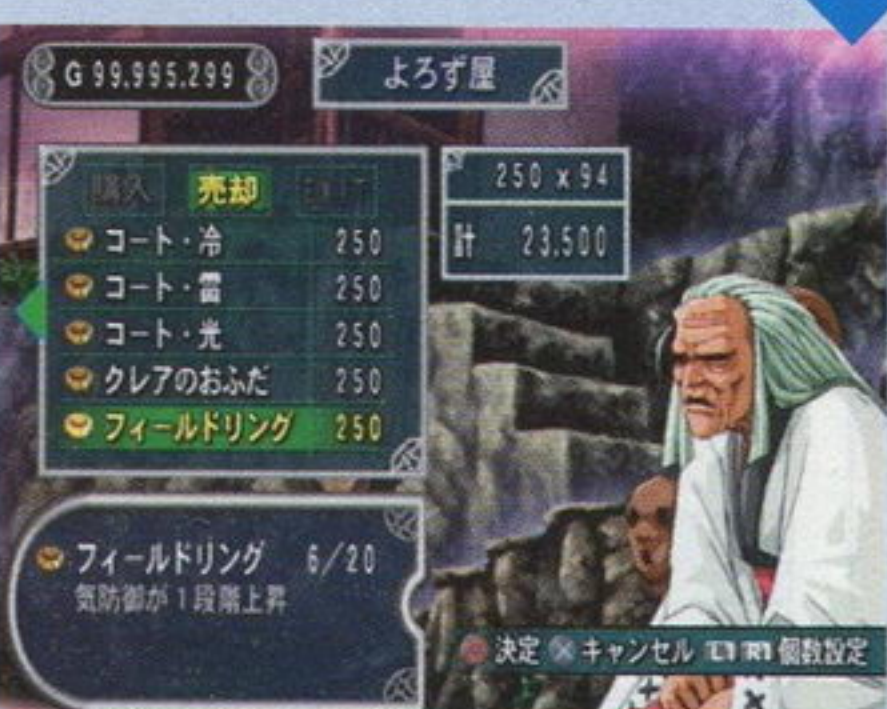 G 99,995,299
よろず屋
購入 売却
コート・冷 250
コート・雷 250
コート・光 250
クレアのおふだ 250
フィールドリング 250
250 x 94
計 23,500
フィールドリング 6/20
気防御が1段階上昇
決定 キャンセル L1 R1 個数設定